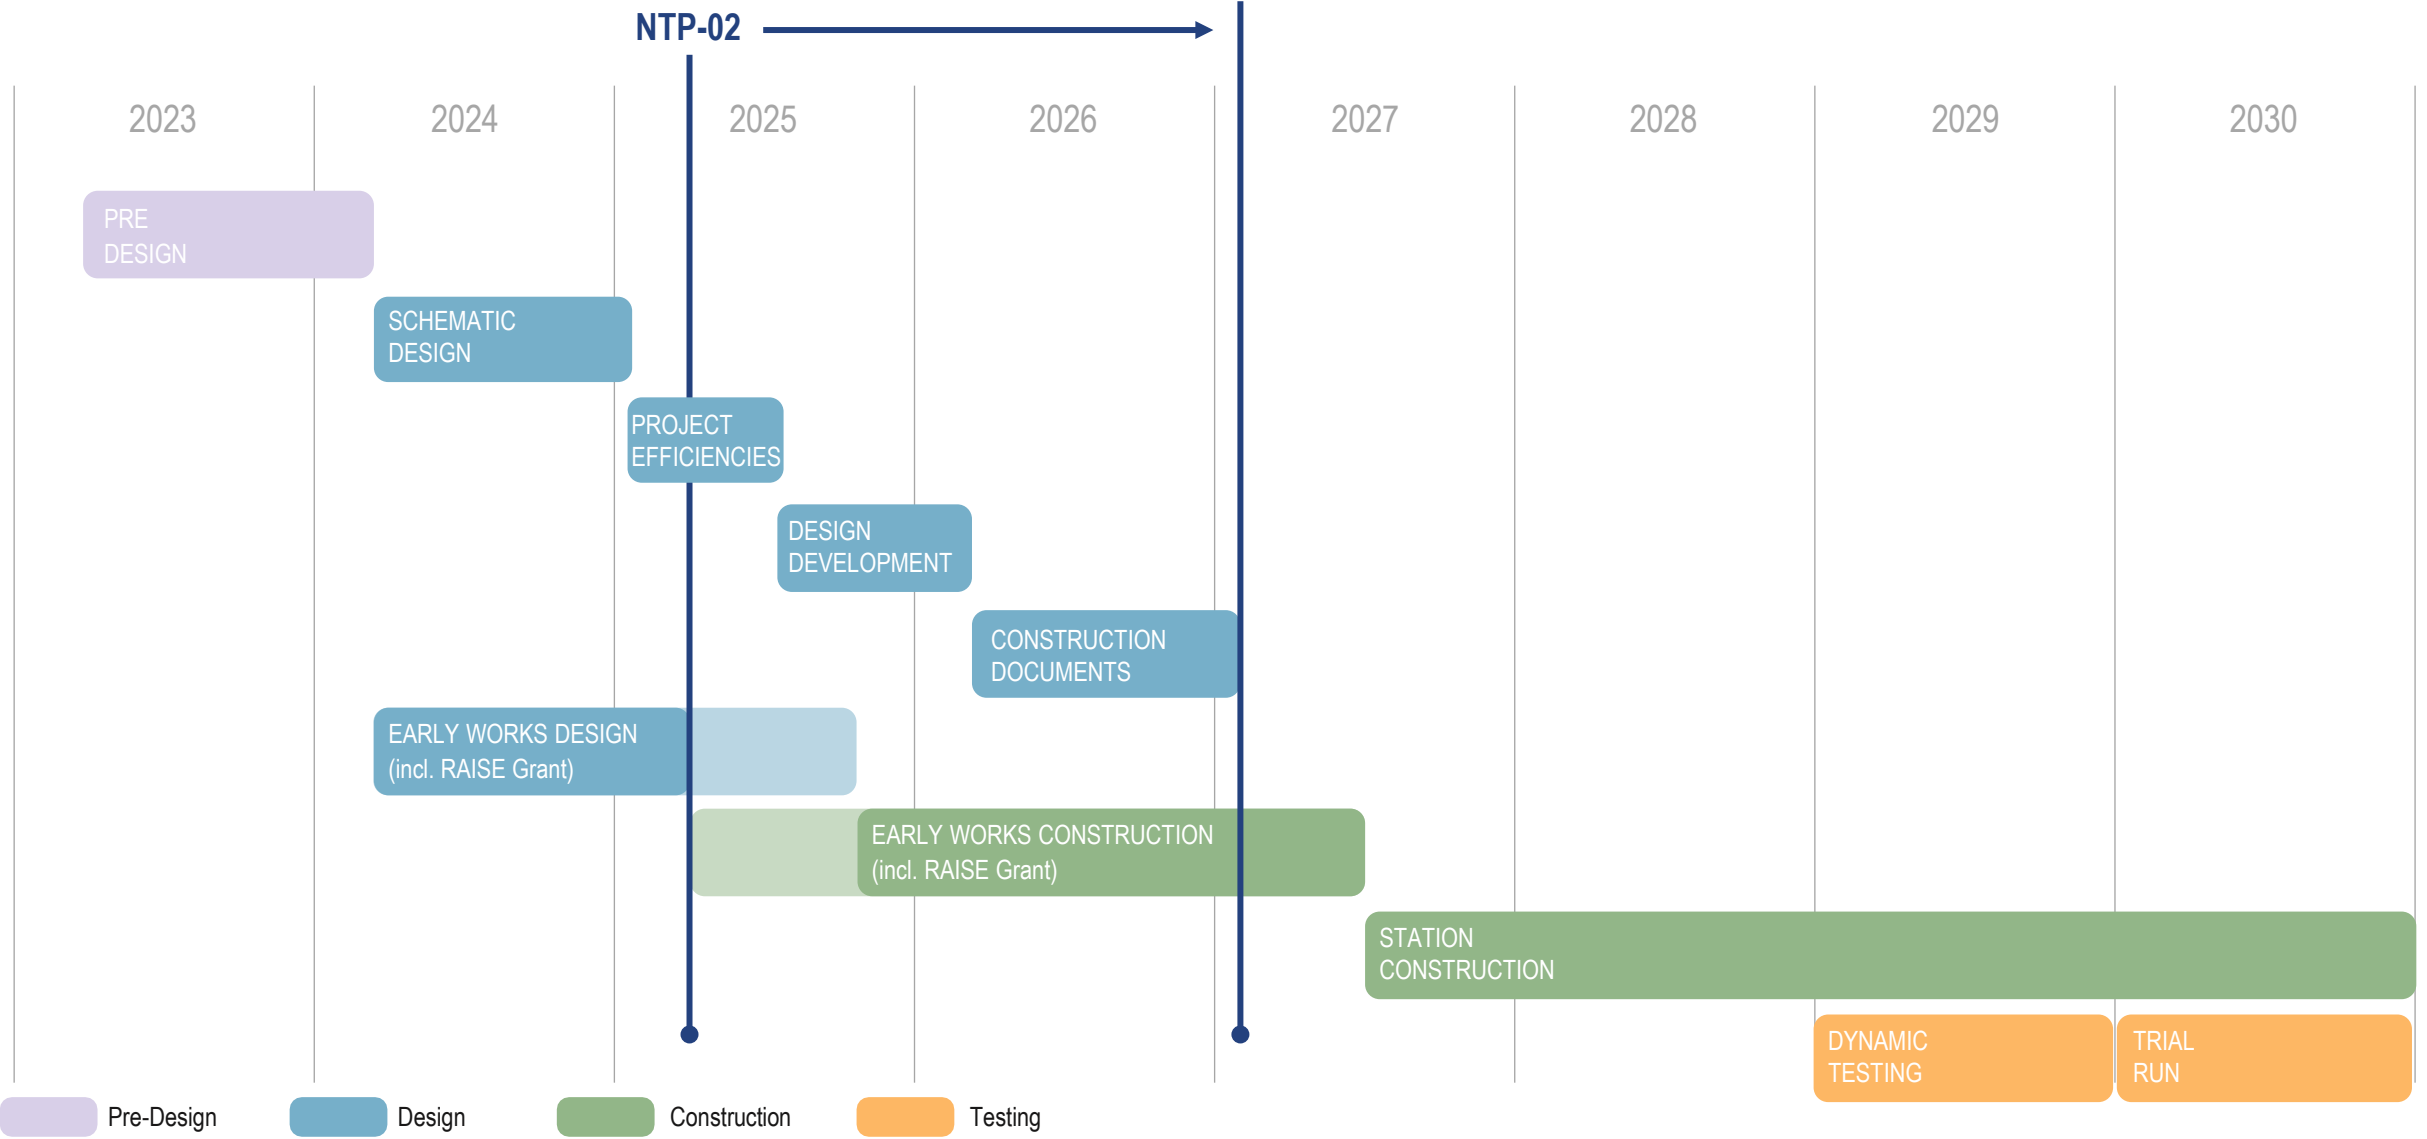 NTP-02
2023
2024
2025
2026
2027
2028
2029
2030
PRE
DESIGN
SCHEMATIC
DESIGN
PROJECT
EFFICIENCIES
DESIGN
DEVELOPMENT
CONSTRUCTION
DOCUMENTS
EARLY WORKS DESIGN
(incl. RAISE Grant)
EARLY WORKS CONSTRUCTION
(incl. RAISE Grant)
STATION
CONSTRUCTION
DYNAMIC
TESTING
TRIAL
RUN
Pre-Design
Design
Construction
Testing